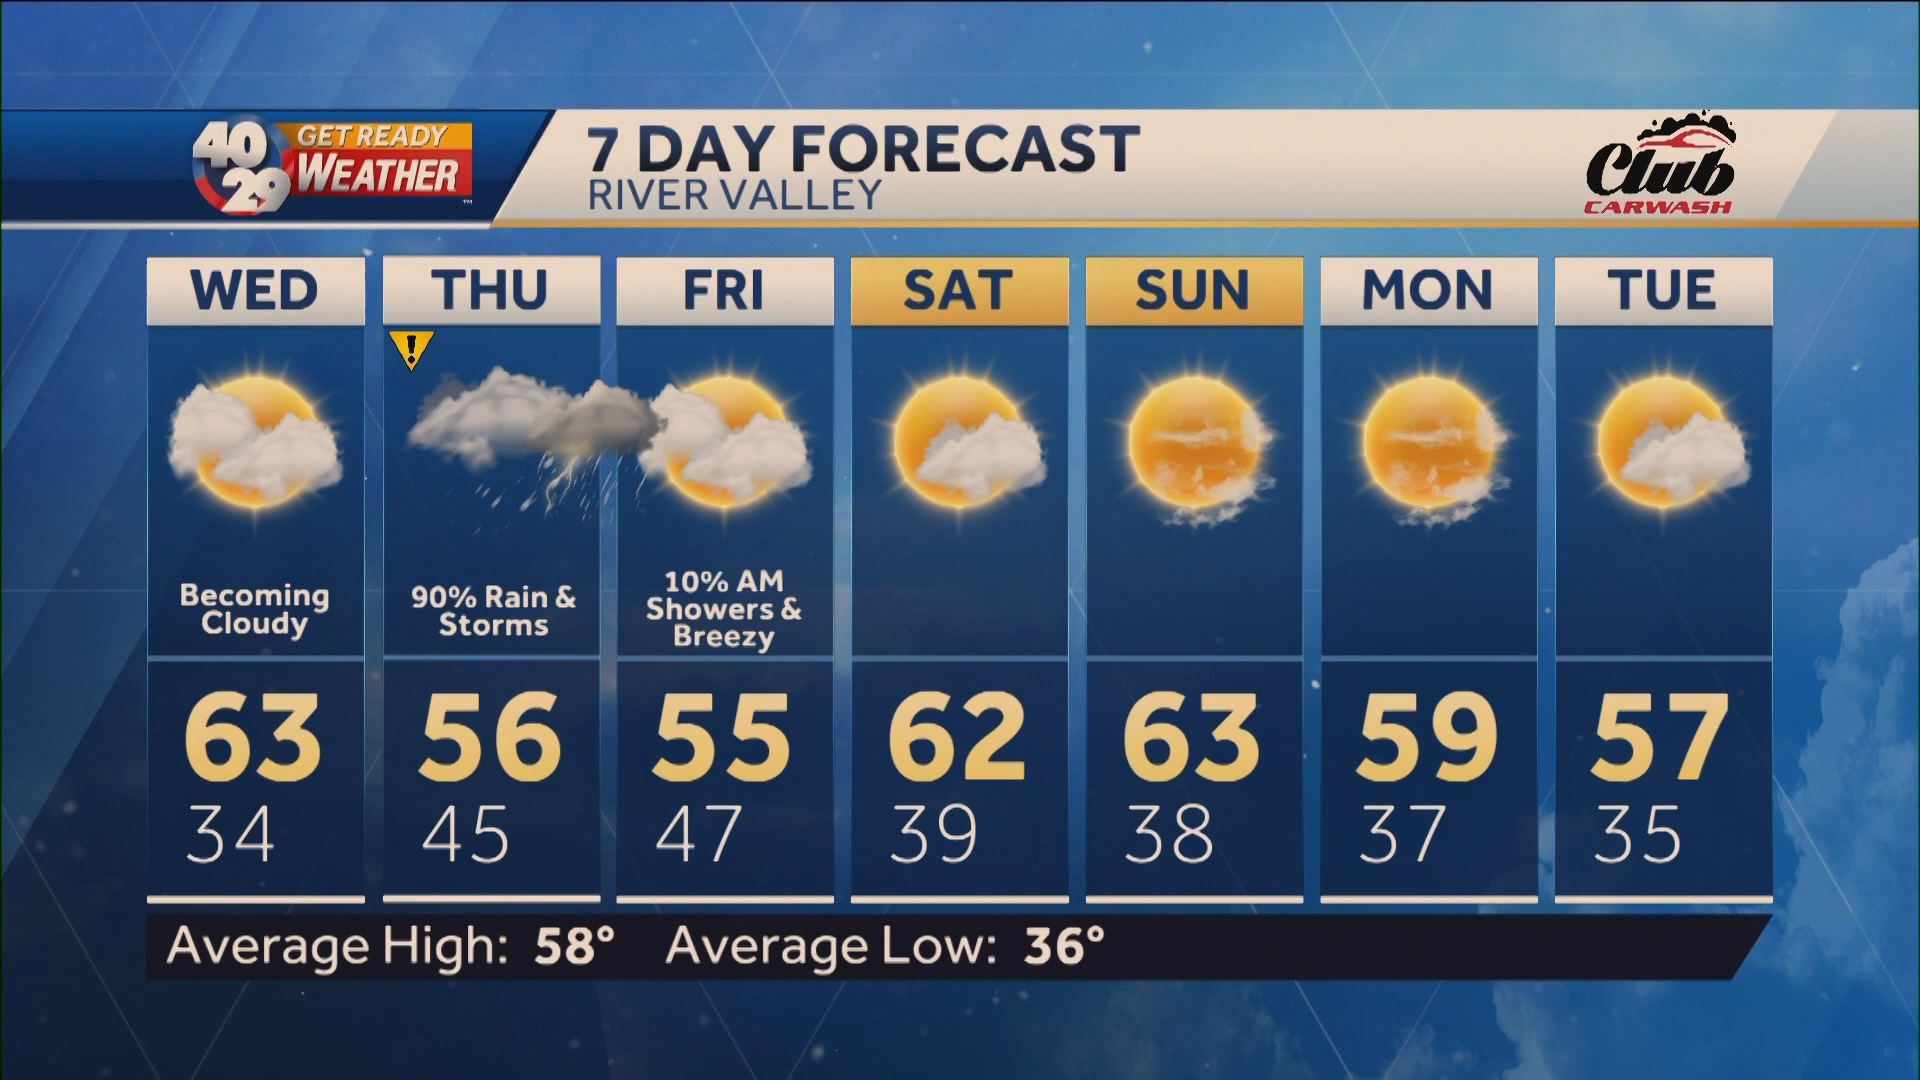 40
29
GET READY
WEATHER™
7 DAY FORECAST
RIVER VALLEY
Club
CARWASH
WED
THU
FRI
SAT
SUN
MON
TUE
!
Becoming
Cloudy
90% Rain &
Storms
10% AM
Showers &
Breezy
63
56
55
62
63
59
57
34
45
47
39
38
37
35
Average High: 58° Average Low: 36°